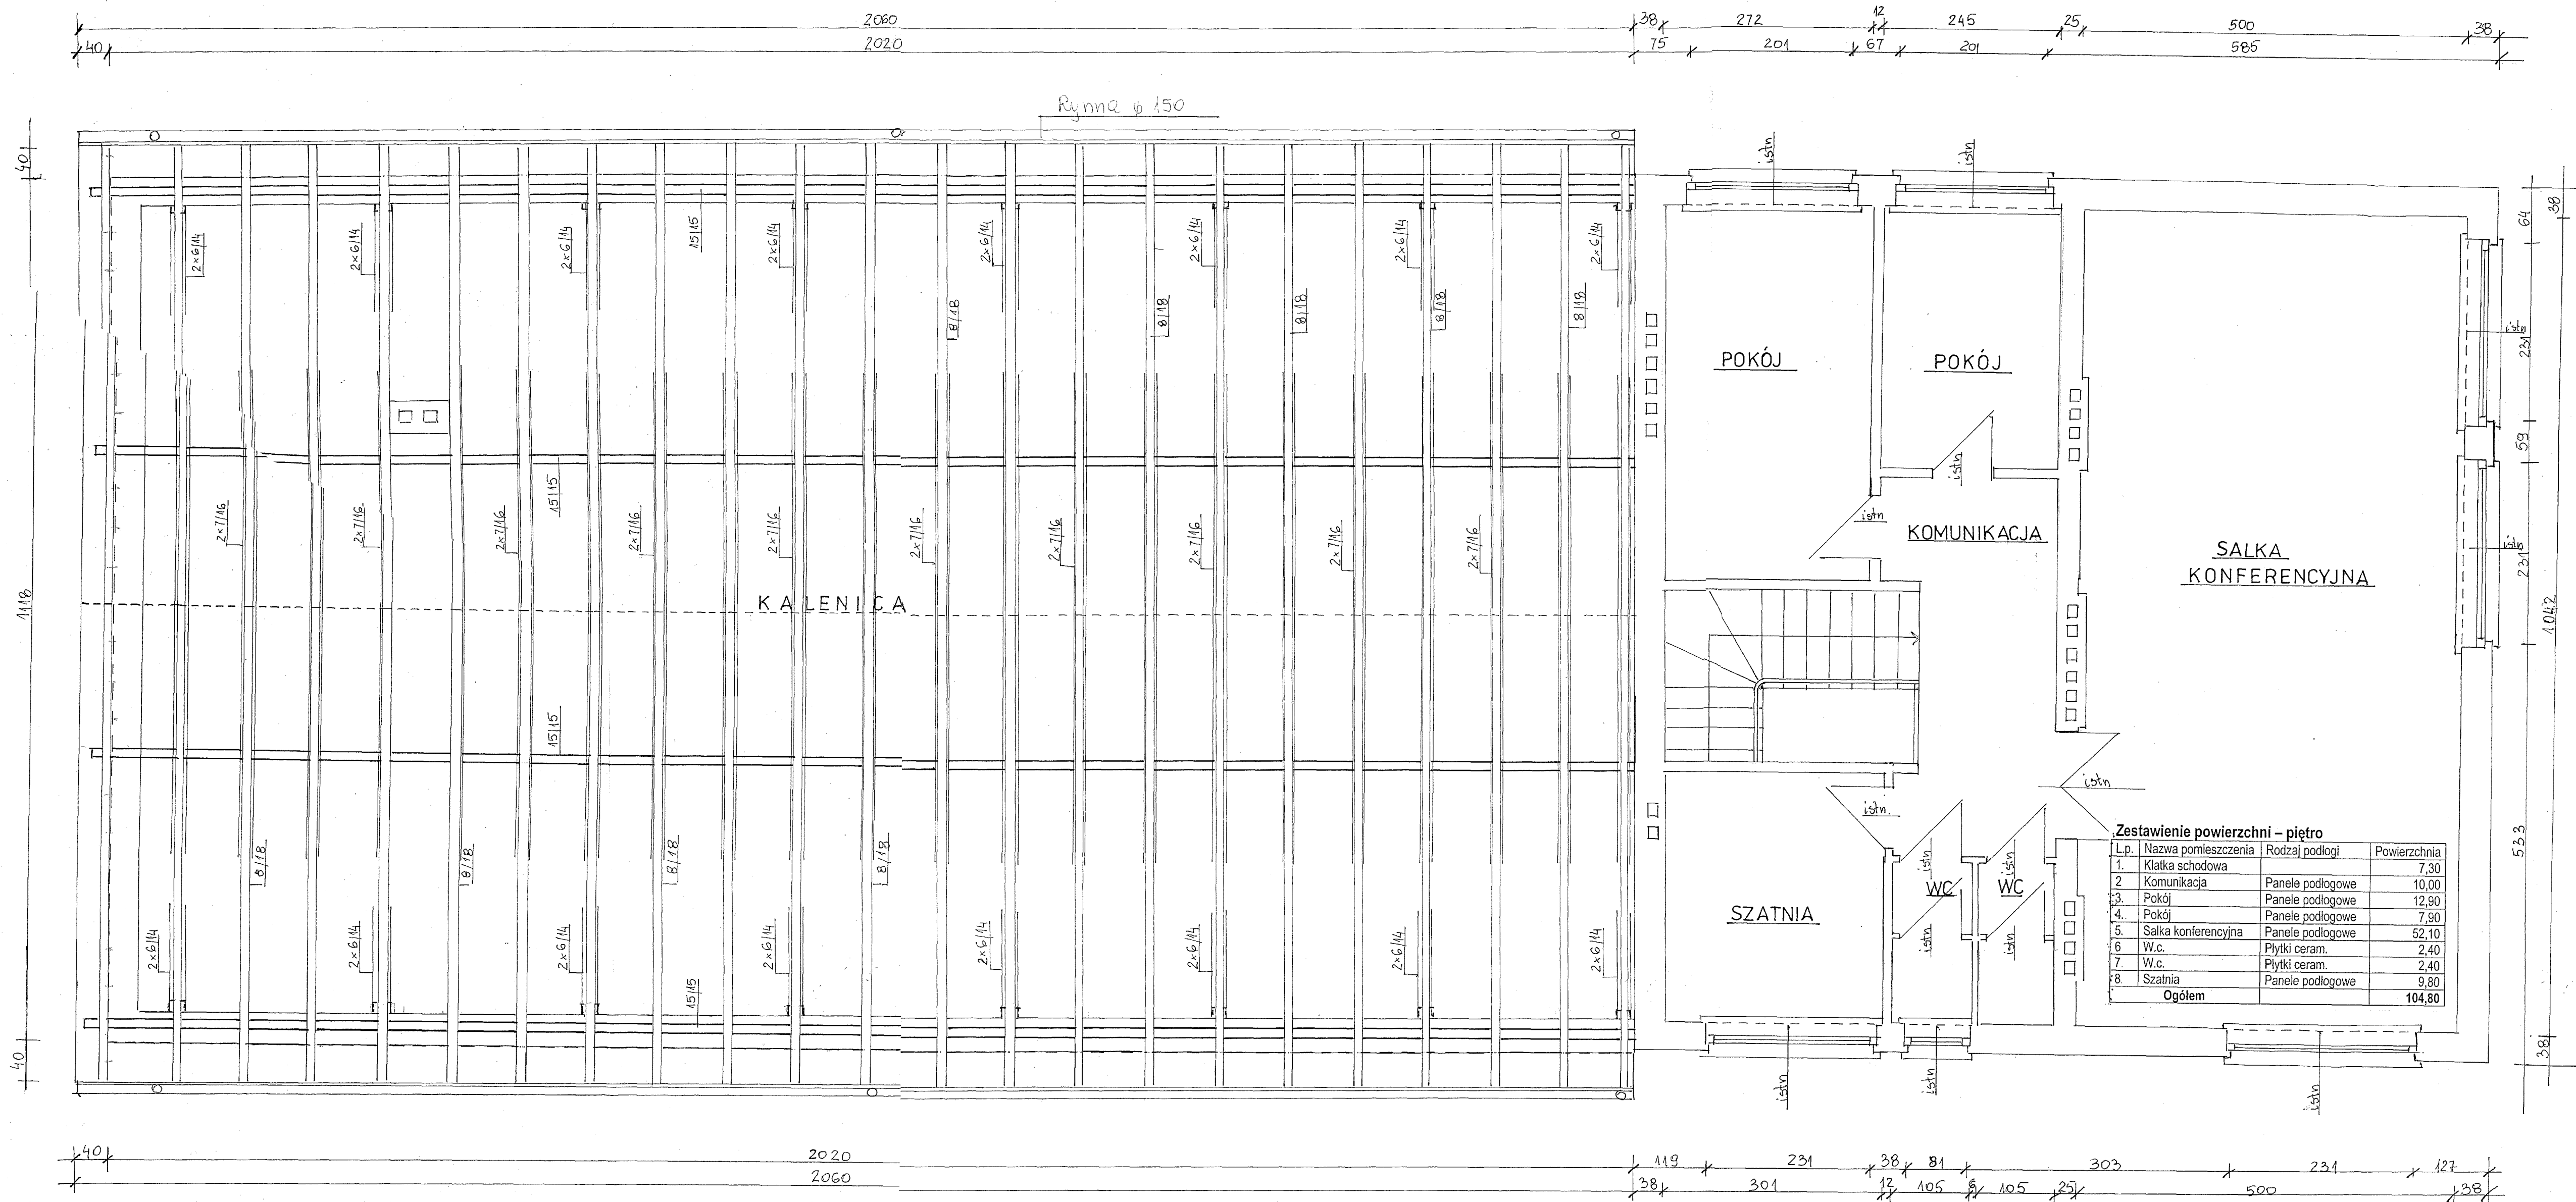 2060
38 272 12 245 25 500 38
40 2020 75 201 67 201 585
Rynna ϕ 150
istn istn
40
38
64
2×6/14 2×6/14 2×6/14 15/15 2×6/14 2×6/14 2×6/14 2×6/14 2×6/14
8/18 8/18 8/18 8/18 8/18
istn
231
POKÓJ POKÓJ
59
istn
2×7/16 2×7/16 2×7/16 15/15 2×7/16 2×7/16 2×7/16 2×7/16 2×7/16 2×7/16 2×7/16
istn
KOMUNIKACJA
istn
231
SALKA
KONFERENCYJNA
1118
KALENICA
1042
15/15
istn
istn.
533
8/18 8/18 8/18 8/18
istn istn
WC WC
SZATNIA
istn istn
2×6/14 2×6/14 2×6/14 2×6/14 2×6/14 2×6/14 2×6/14 2×6/14
15/15
Zestawienie powierzchni – piętro
L.p. Nazwa pomieszczenia Rodzaj podłogi Powierzchnia
1. Klatka schodowa 7,30
2 Komunikacja Panele podłogowe 10,00
3. Pokój Panele podłogowe 12,90
4. Pokój Panele podłogowe 7,90
5. Salka konferencyjna Panele podłogowe 52,10
6 W.c. Płytki ceram. 2,40
7. W.c. Płytki ceram. 2,40
8. Szatnia Panele podłogowe 9,80
Ogółem 104,80
40
38
istn istn istn
40 2020 119 231 38 81 303 231 127
2060 38 301 12 105 6 105 25 500 38